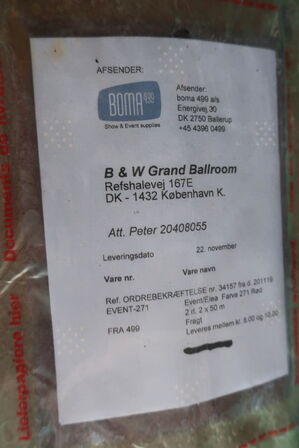 AFSENDER:
BOMA 499
Show & Event supplies
Afsender:
boma 499 a/s
Energivej 30
DK 2750 Ballerup
+45 4396 0499
B & W Grand Ballroom
Refshalevej 167E
DK - 1432 København K.
Att. Peter 20408055
Leveringsdato 22. november
Vare nr. Vare navn
Ref. ORDREBEKRÆFTELSE nr. 34157 fra d. 201119
EVENT-271 Event/Elea Farve 271 Rød
2 rl. 2 x 50 m
FRA 499 Fragt
Leveres mellem kl. 8.00 og 10.00
Documents